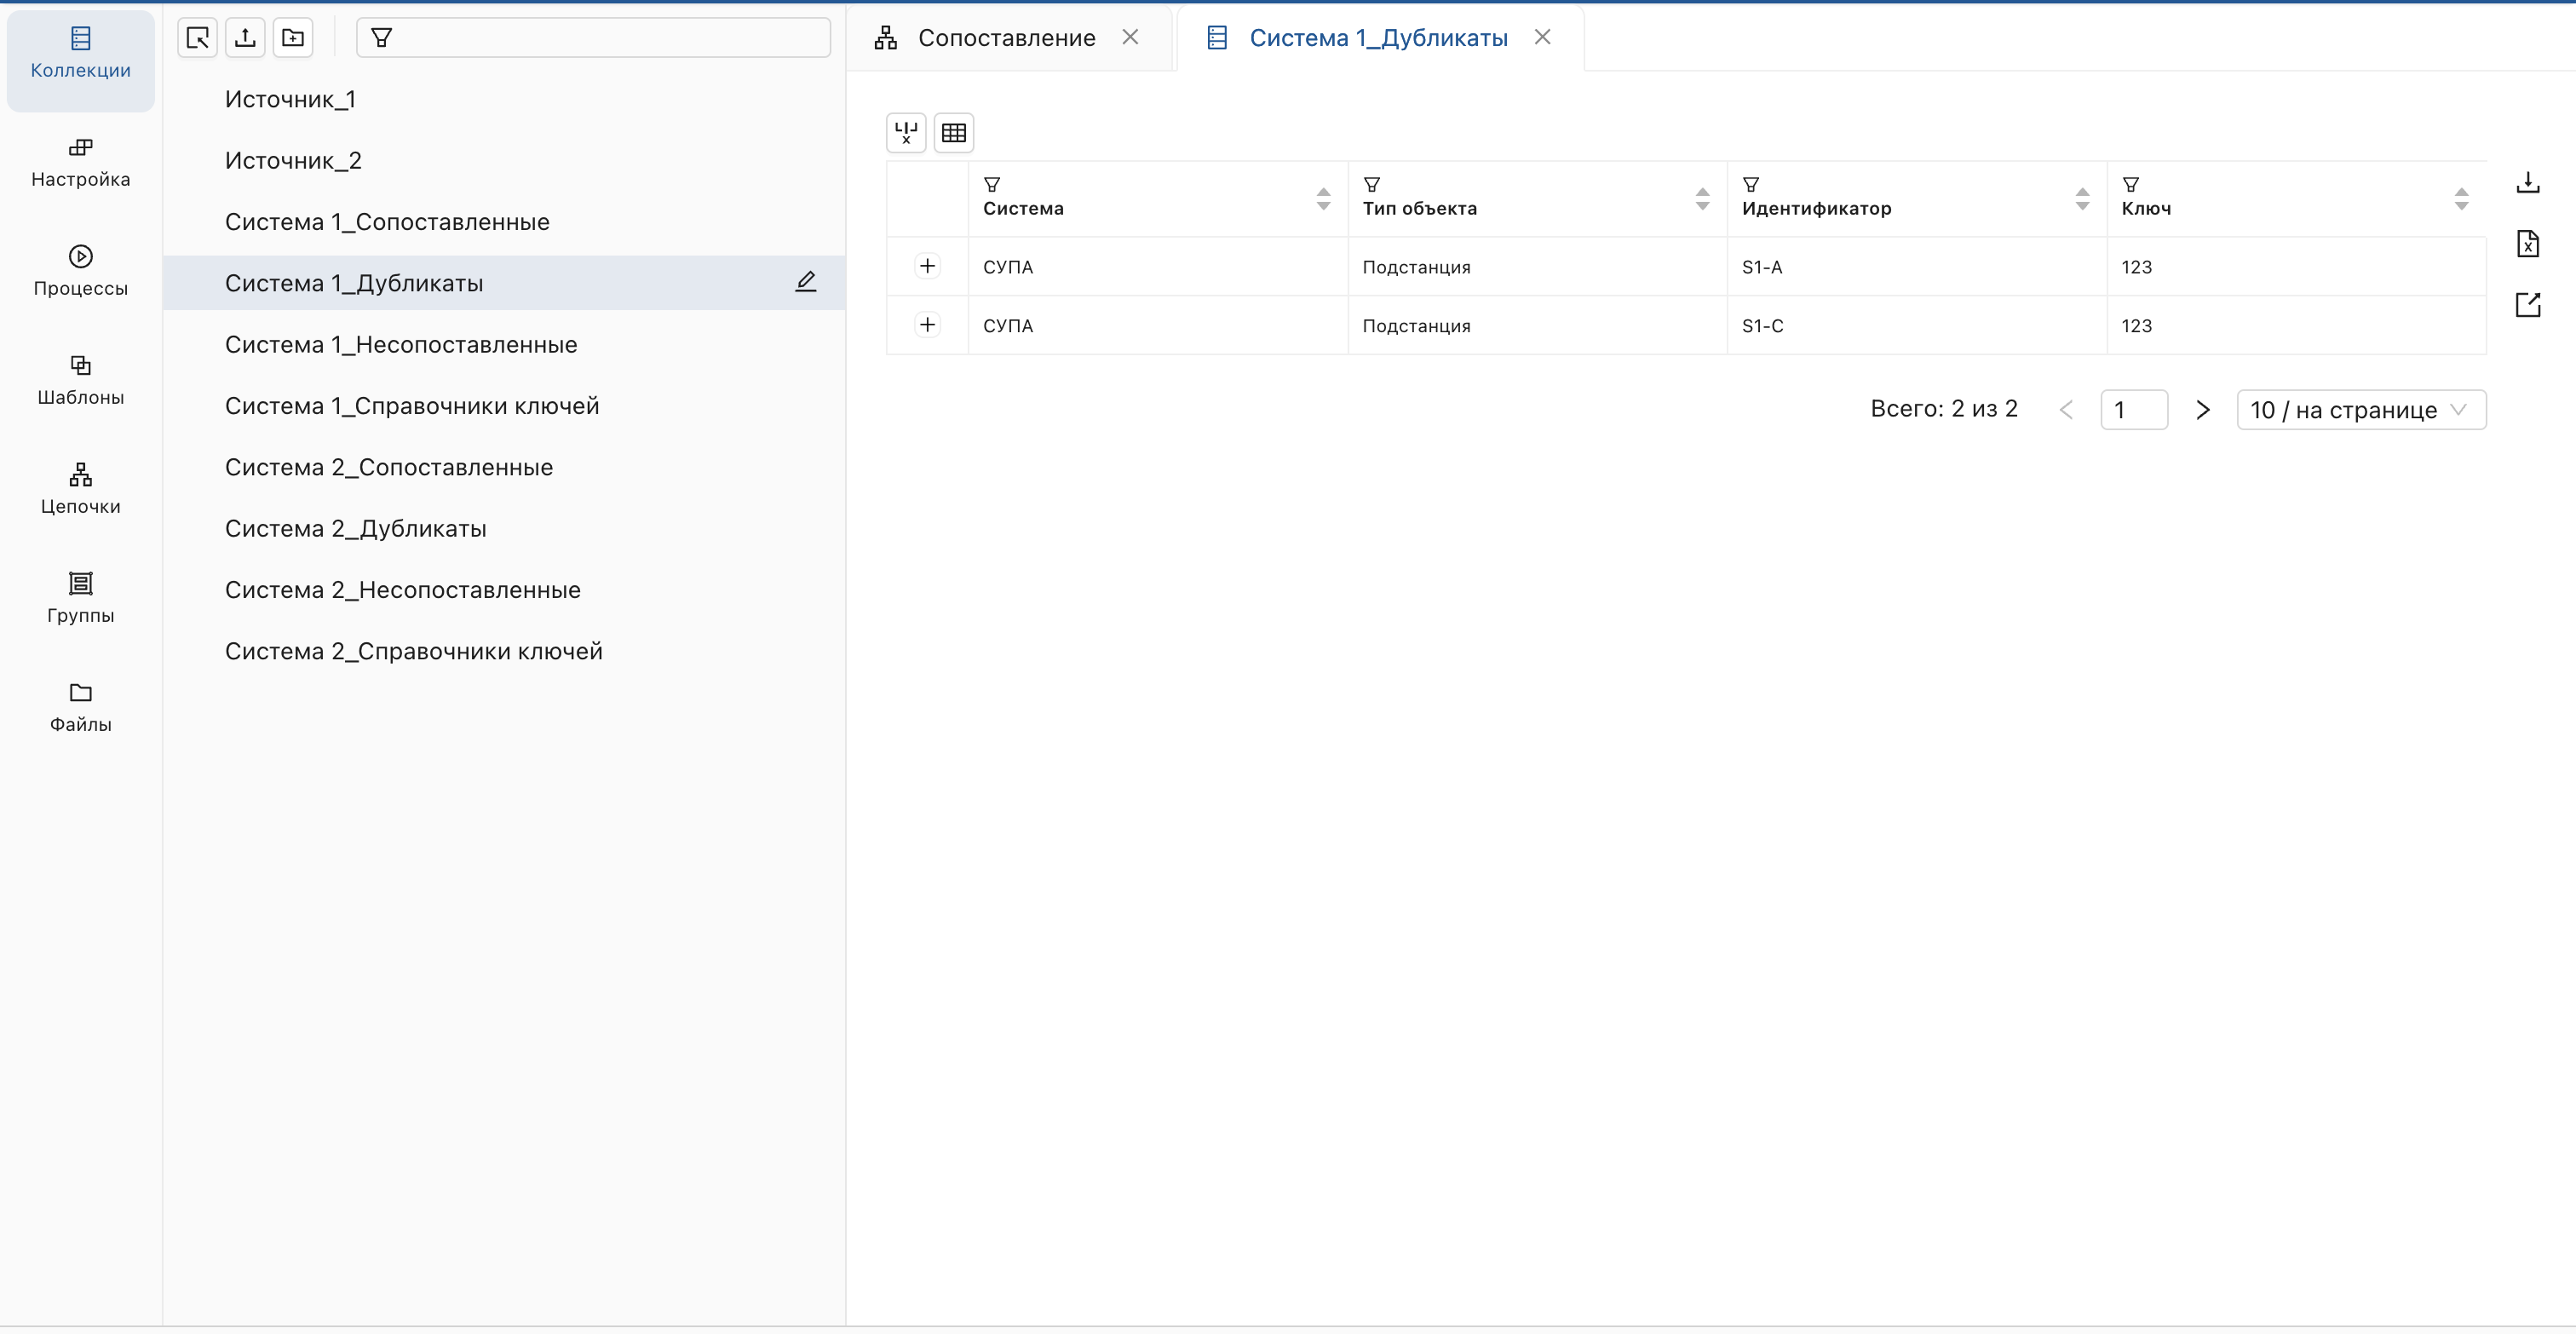 Коллекции
Настройка
Процессы
Шаблоны
Цепочки
Группы
Файлы
Источник_1
Источник_2
Система 1_Сопоставленные
Система 1_Дубликаты
Система 1_Несопоставленные
Система 1_Справочники ключей
Система 2_Сопоставленные
Система 2_Дубликаты
Система 2_Несопоставленные
Система 2_Справочники ключей
Сопоставление
Система 1_Дубликаты
Система Тип объекта Идентификатор Ключ
СУПА Подстанция S1-A 123
СУПА Подстанция S1-C 123
Всего: 2 из 2 1 10 / на странице